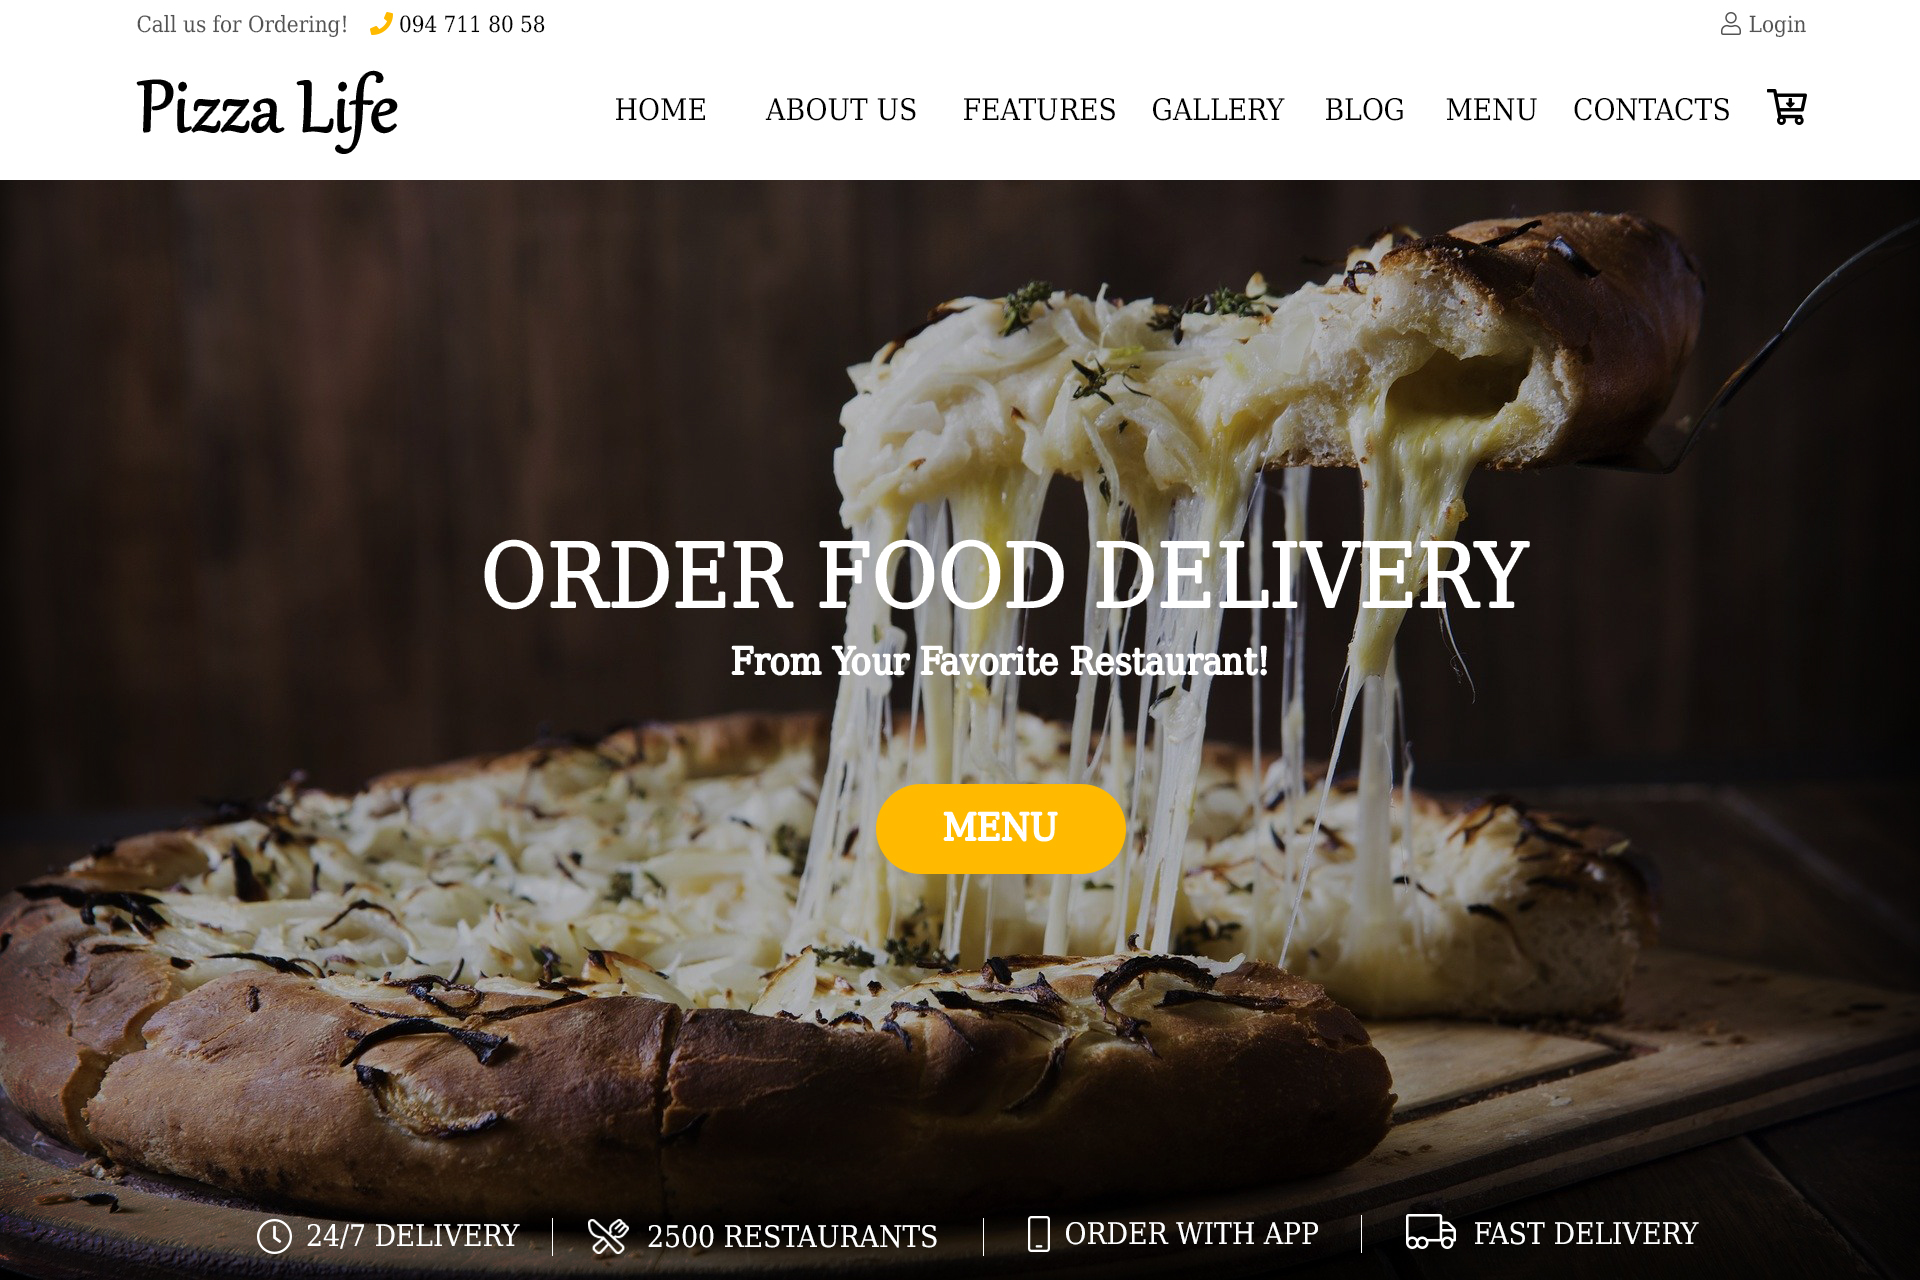 Call us for Ordering! 094 711 80 58 Login
Pizza Life HOME ABOUT US FEATURES GALLERY BLOG MENU CONTACTS
ORDER FOOD DELIVERY
From Your Favorite Restaurant!
MENU
24/7 DELIVERY 2500 RESTAURANTS ORDER WITH APP FAST DELIVERY